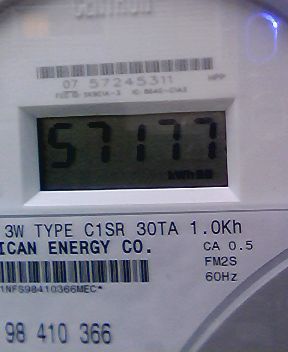 07 57245311
57177
kWh
3W TYPE C1SR 30TA 1.0Kh
ICAN ENERGY CO.
CA 0.5
FM2S
60Hz
1NFS98410366MEC*
98 410 366